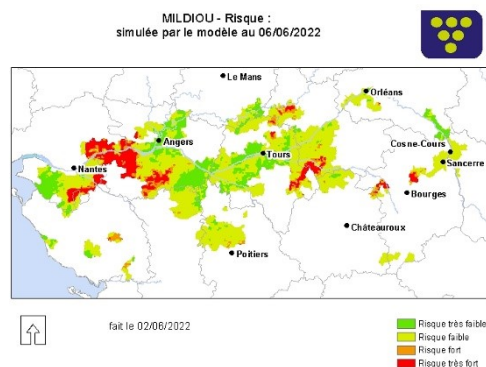 MILDIOU - Risque :
simulée par le modèle au 06/06/2022
Le Mans
Orléans
Angers
Cosne-Cours
Tours
Sancerre
Nantes
Bourges
Châteauroux
Poitiers
fait le 02/06/2022
Risque très faible
Risque faible
Risque fort
Risque très fort